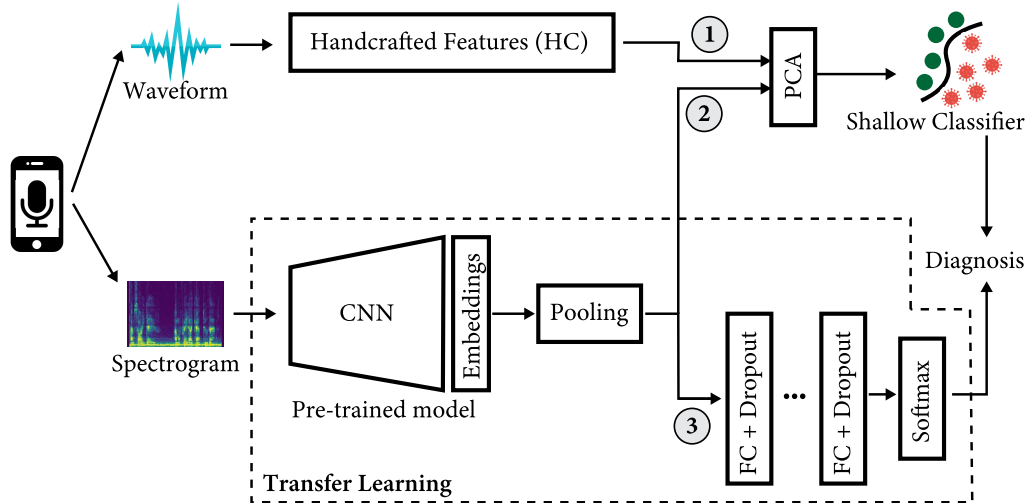 Handcrafted Features (HC)
1
Waveform
2
PCA
Shallow Classifier
CNN
Embeddings
Pooling
Diagnosis
Spectrogram
Pre-trained model
3
FC + Dropout
...
FC + Dropout
Softmax
Transfer Learning